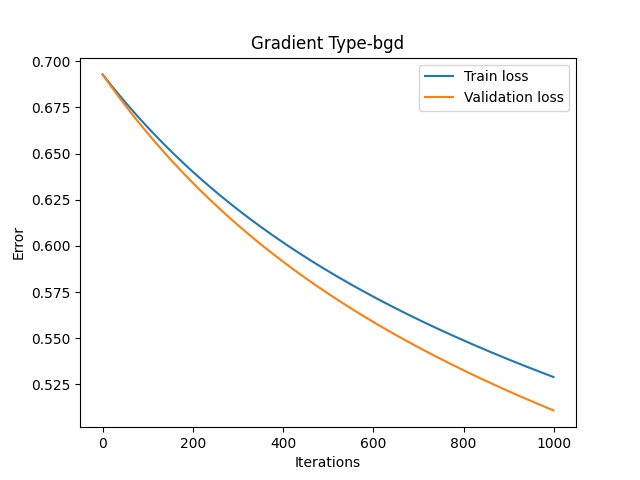 Gradient Type-bgd
Train loss
Validation loss
0.700
0.675
0.650
0.625
0.600
0.575
0.550
0.525
Error
0 200 400 600 800 1000
Iterations